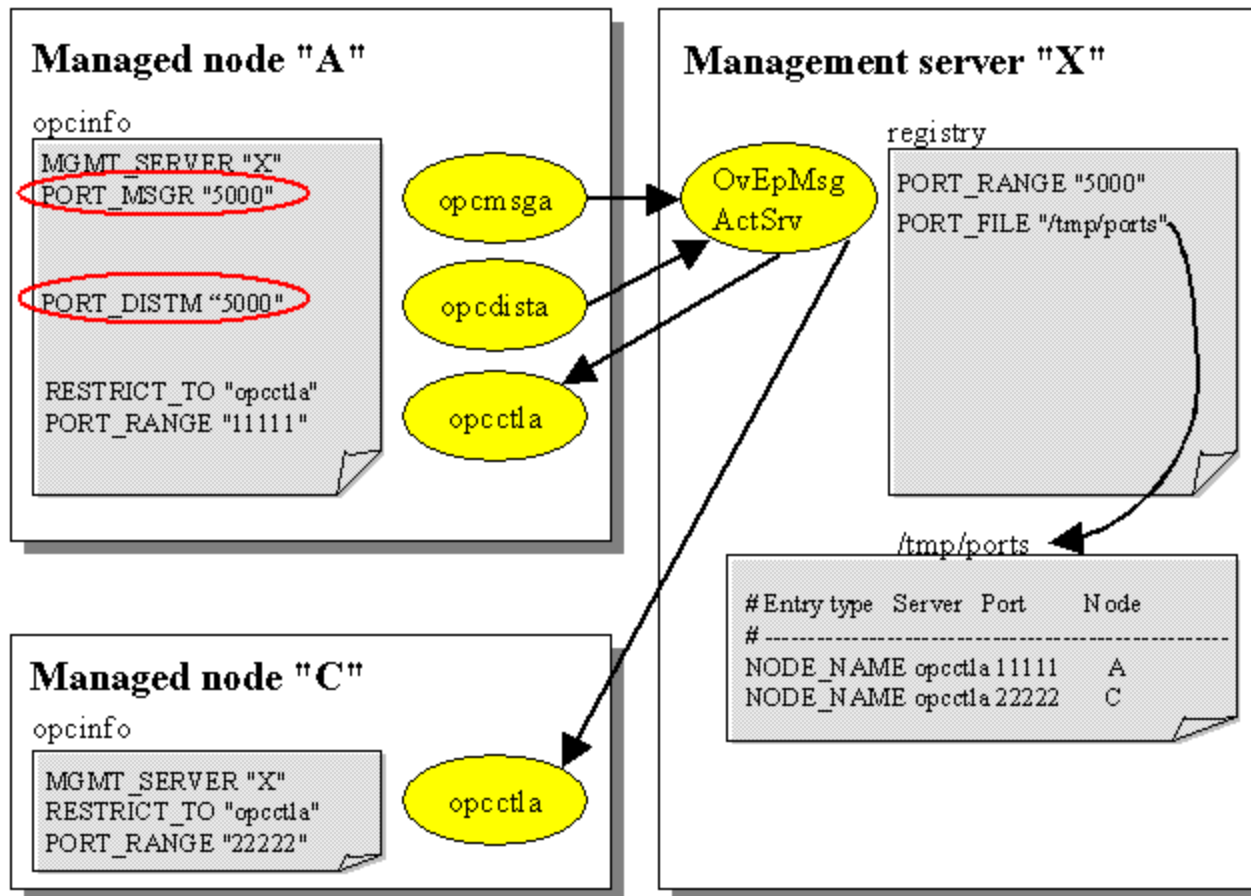 Managed node "A"
opcinfo
MGMT_SERVER "X"
PORT_MSGR "5000"
PORT_DISTM “5000"
RESTRICT_TO "opcctla"
PORT_RANGE "11111"
opcmsga
opcdista
opcctla
Management server "X"
OvEpMsg
ActSrv
registry
PORT_RANGE "5000"
PORT_FILE "/tmp/ports"
/tmp/ports
# Entry type Server Port Node
# --------------------------------------------------------
NODE_NAME opcctla 11111 A
NODE_NAME opcctla 22222 C
Managed node "C"
opcinfo
MGMT_SERVER "X"
RESTRICT_TO "opcctla"
PORT_RANGE "22222"
opcctla